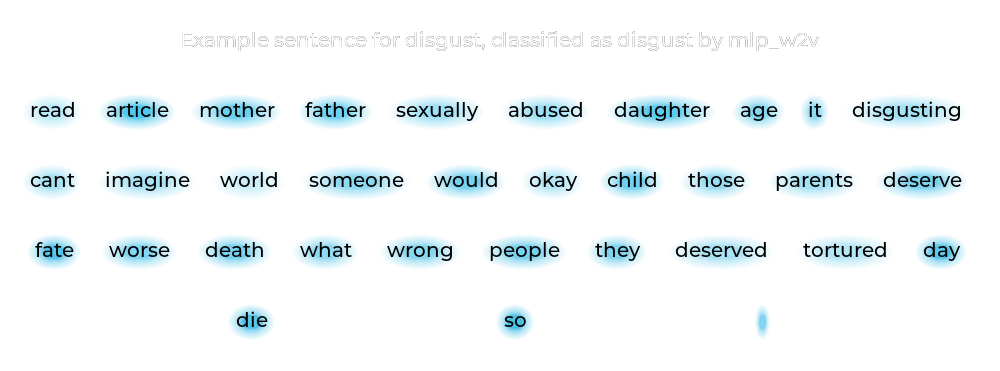 Example sentence for disgust, classified as disgust by mlp_w2v
read article mother father sexually abused daughter age it disgusting
cant imagine world someone would okay child those parents deserve
fate worse death what wrong people they deserved tortured day
die so